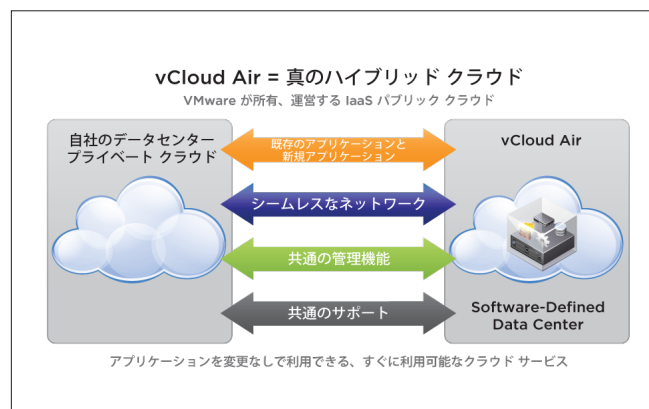 vCloud Air = 真のハイブリッド クラウド
VMware が所有、運営する IaaS パブリック クラウド
自社のデータセンター
プライベート クラウド
既存のアプリケーションと
新規アプリケーション
シームレスなネットワーク
共通の管理機能
共通のサポート
vCloud Air
Software-Defined
Data Center
アプリケーションを変更なしで利用できる、すぐに利用可能なクラウド サービス